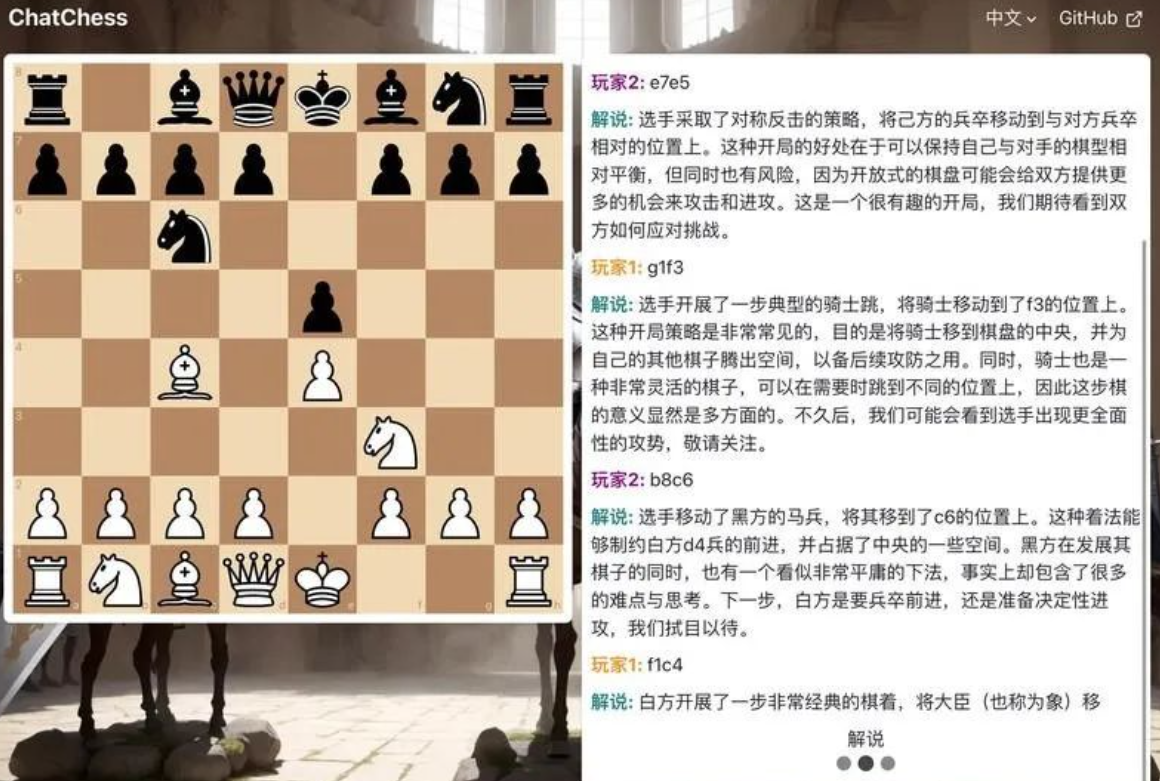 ChatChess
中文
GitHub
8
7
6
5
4
3
2
1
a
b
c
d
e
f
g
h
玩家2: e7e5
解说: 选手采取了对称反击的策略，将己方的兵卒移动到与对方兵卒
相对的位置上。这种开局的好处在于可以保持自己与对手的棋型相
对平衡，但同时也有风险，因为开放式的棋盘可能会给双方提供更
多的机会来攻击和进攻。这是一个很有趣的开局，我们期待看到双
方如何应对挑战。
玩家1: g1f3
解说: 选手开展了一步典型的骑士跳，将骑士移动到了f3的位置上。
这种开局策略是非常常见的，目的是将骑士移到棋盘的中央，并为
自己的其他棋子腾出空间，以备后续攻防之用。同时，骑士也是一
种非常灵活的棋子，可以在需要时跳到不同的位置上，因此这步棋
的意义显然是多方面的。不久后，我们可能会看到选手出现更全面
性的攻势，敬请关注。
玩家2: b8c6
解说: 选手移动了黑方的马兵，将其移到了c6的位置上。这种着法能
够制约白方d4兵的前进，并占据了中央的一些空间。黑方在发展其
棋子的同时，也有一个看似非常平庸的下法，事实上却包含了很多
的难点与思考。下一步，白方是要兵卒前进，还是准备决定性进
攻，我们拭目以待。
玩家1: f1c4
解说: 白方开展了一步非常经典的棋着，将大臣（也称为象）移
解说